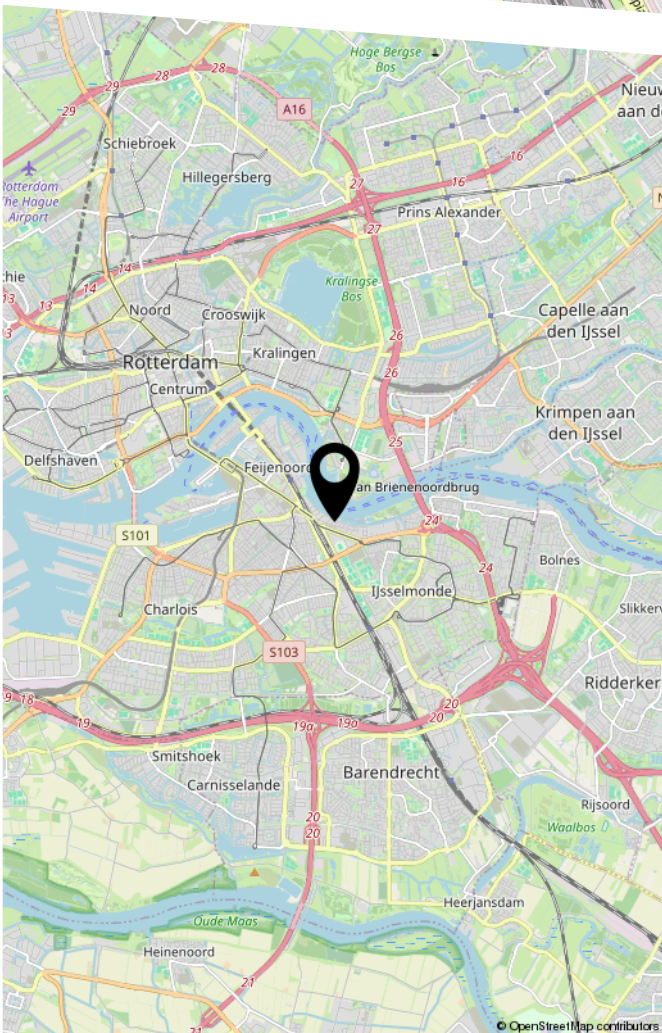 Hoge Bergse
Bos
28
28
29
29
A16
Schiebroek
Nieuw
aan d
16
16
Hillegersberg
27
Rotterdam
The Hague
Airport
Prins Alexander
27
14
14
13
13
Kralingse
Bos
Noord
Crooswijk
Capelle aan
den IJssel
26
Kralingen
Rotterdam
26
Centrum
Krimpen aan
den IJssel
25
Delfshaven
Feijenoord
an Brienenoordbrug
24
S101
Bolnes
24
IJsselmonde
Charlois
Slikkerv
S103
Ridderker
18
20
20
19
19a
19a
Smitshoek
Barendrecht
Carnisselande
Rijsoord
20
20
Waalbos
Heerjansdam
Oude Maas
Heinenoord
21
21
© OpenStreetMap contributors